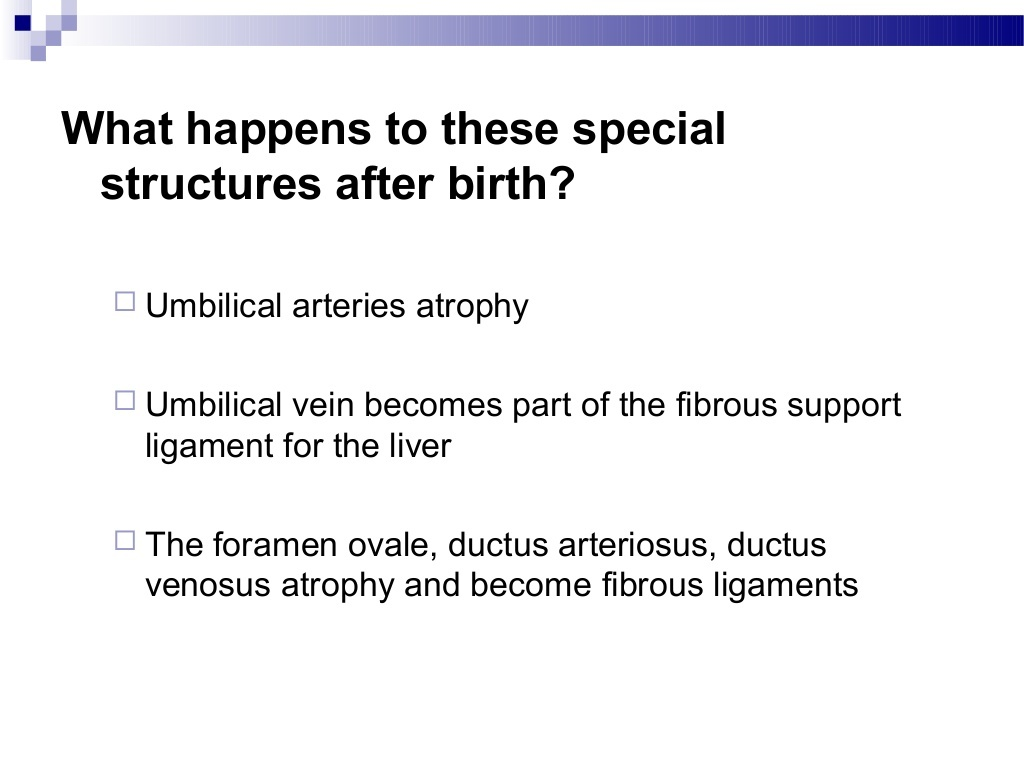 What happens to these special
structures after birth?
Umbilical arteries atrophy
Umbilical vein becomes part of the fibrous support
ligament for the liver
The foramen ovale, ductus arteriosus, ductus
venosus atrophy and become fibrous ligaments